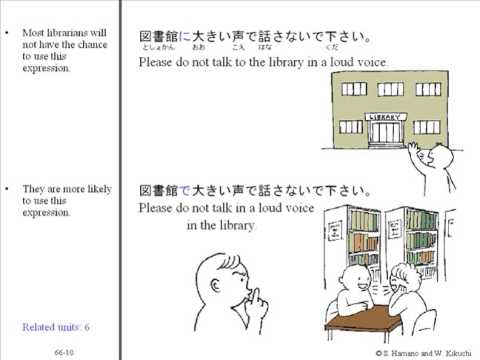 • Most librarians will
not have the chance
to use this
expression.
図書館に大きい声で話さないで下さい。
としょかん おお こえ はな くだ
Please do not talk to the library in a loud voice.
LIBRARY
• They are more likely
to use this
expression.
図書館で大きい声で話さないで下さい。
Please do not talk in a loud voice
in the library.
Related units: 6
66-10
© S. Hamano and W. Kikuchi